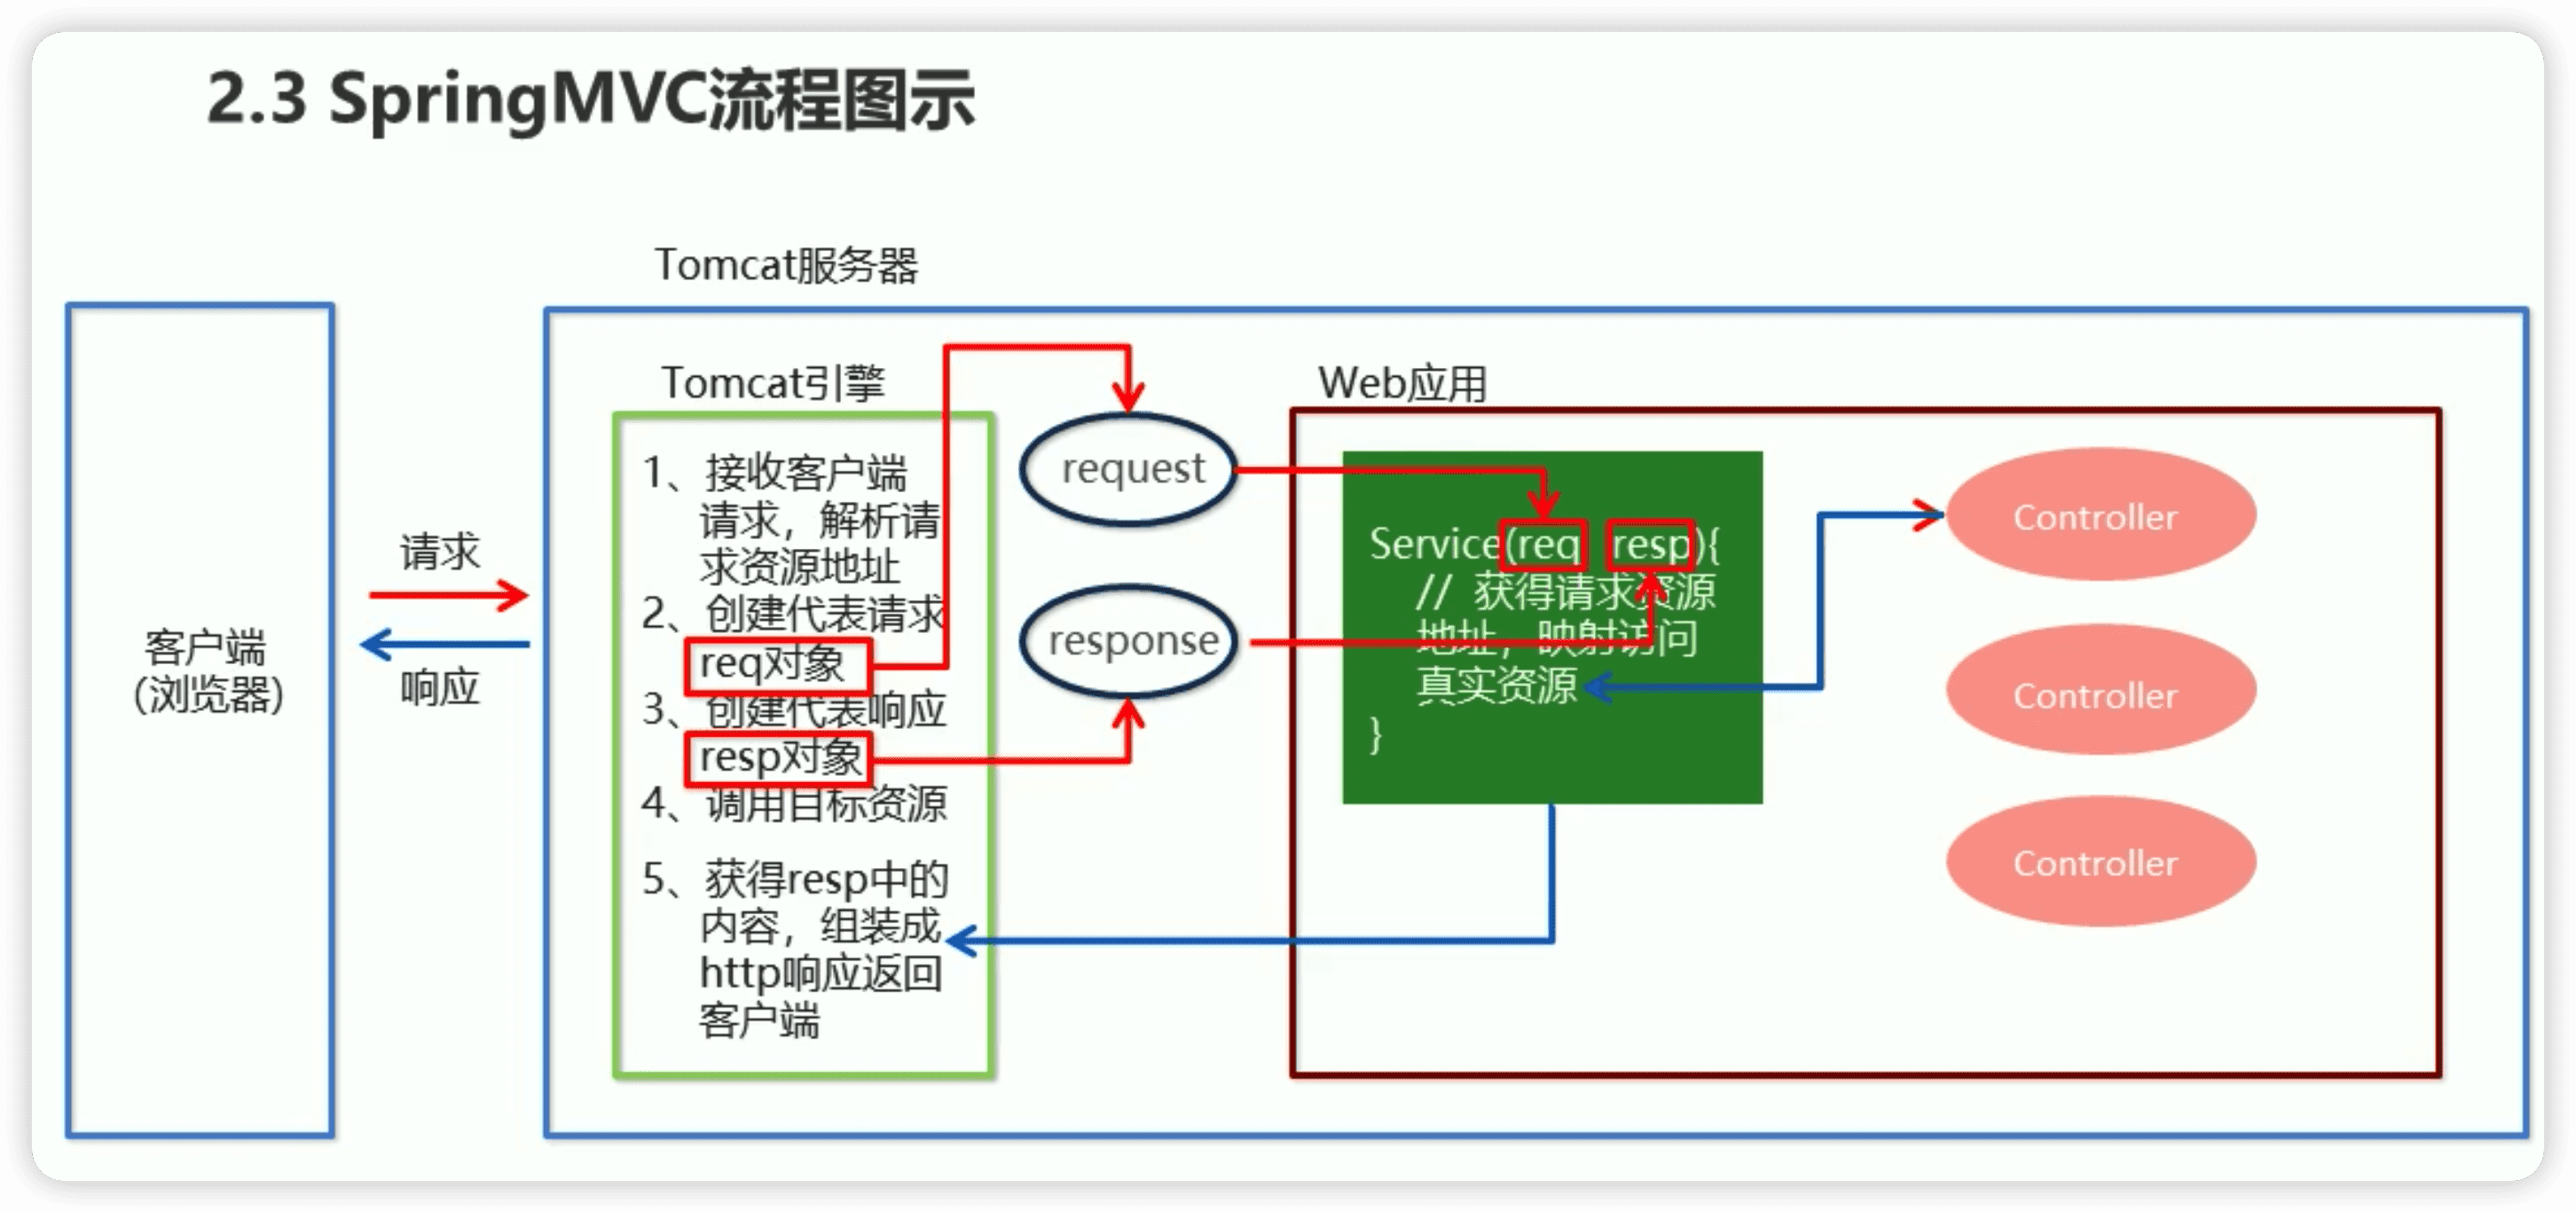 2.3 SpringMVC流程图示
Tomcat服务器
Tomcat引擎
Web应用
请求
响应
客户端
(浏览器)
1、接收客户端
请求，解析请
求资源地址
2、创建代表请求
req对象
3、创建代表响应
resp对象
4、调用目标资源
5、获得resp中的
内容，组装成
http响应返回
客户端
request
response
Service(req resp){
// 获得请求资源
地址，映射访问
真实资源
}
Controller
Controller
Controller